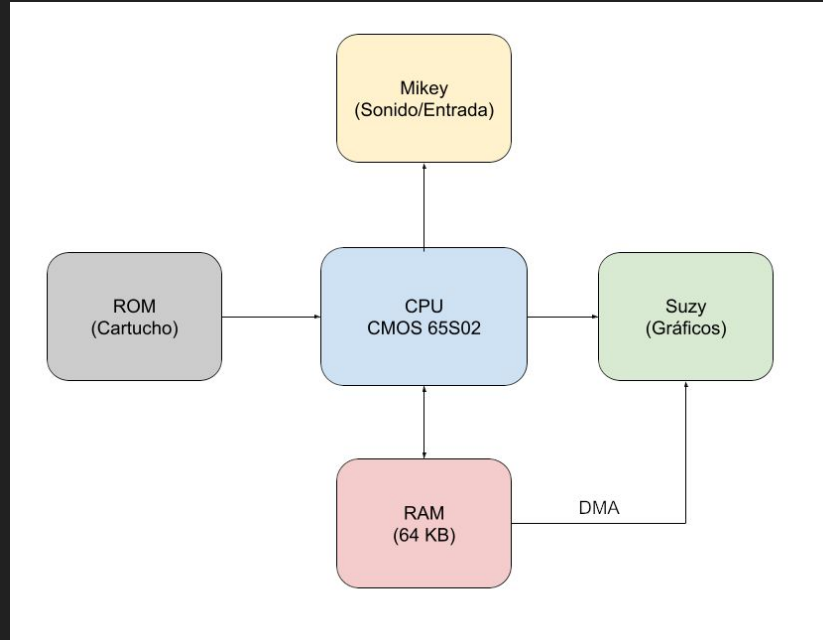 Mikey
(Sonido/Entrada)
ROM
(Cartucho)
CPU
CMOS 65S02
Suzy
(Gráficos)
RAM
(64 KB)
DMA